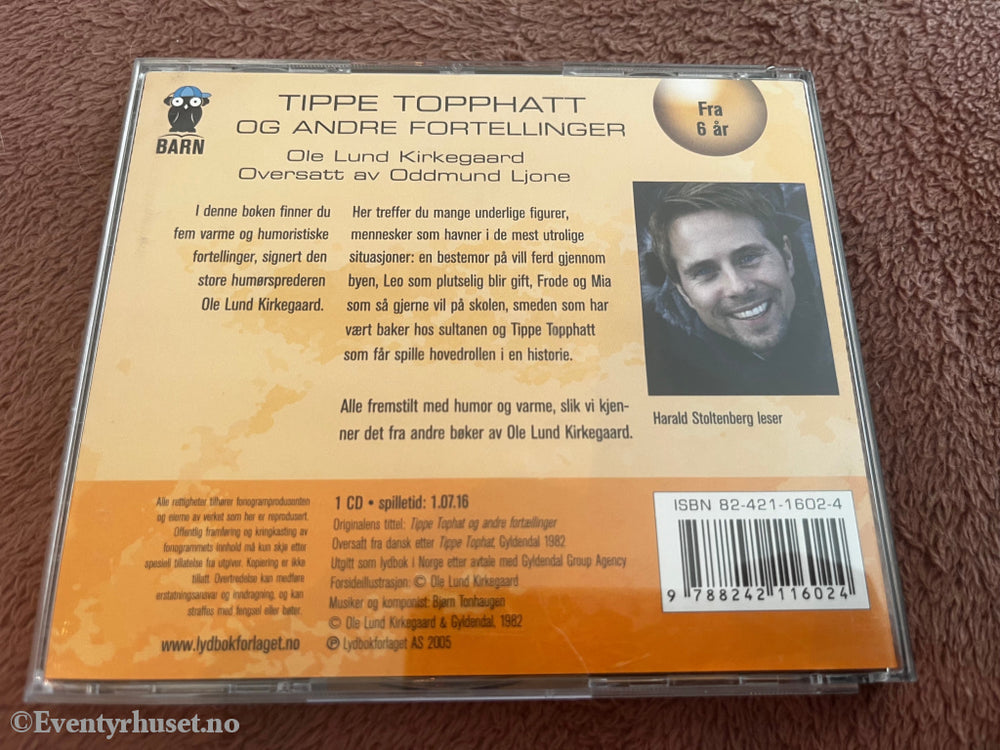 BARN
TIPPE TOPPHATT
OG ANDRE FORTELLINGER
Ole Lund Kirkegaard
Oversatt av Oddmund Ljone
Fra
6 år
I denne boken finner du
fem varme og humoristiske
fortellinger, signert den
store humørsprederen
Ole Lund Kirkegaard.
Her treffer du mange underlige figurer,
mennesker som havner i de mest utrolige
situasjoner: en bestemor på vill ferd gjennom
byen, Leo som plutselig blir gift, Frode og Mia
som så gjerne vil på skolen, smeden som har
vært baker hos sultanen og Tippe Topphatt
som får spille hovedrollen i en historie.
Alle fremstilt med humor og varme, slik vi kjen-
ner det fra andre bøker av Ole Lund Kirkegaard.
Harald Stoltenberg leser
Alle rettigheter tilhører fonogramprodusenten
og eierne av verket som her er reprodusert.
Offentlig framføring og kringkasting av
fonogrammets innhold må kun skje etter
spesiell tillatelse fra utgiver. Kopiering er ikke
tillatt. Overtredelse kan medføre
erstatningsansvar og inndragning, og kan
straffes med fengsel eller bøter.
www.lydbokforlaget.no
1 CD • spilletid: 1.07.16
Originalens tittel: Tippe Tophat og andre fortællinger
Oversatt fra dansk etter Tippe Tophat, Gyldendal 1982
Utgitt som lydbok i Norge etter avtale med Gyldendal Group Agency
Forsideillustrasjon: © Ole Lund Kirkegaard
Musiker og komponist: Bjørn Tonhaugen
© Ole Lund Kirkegaard & Gyldendal, 1982
℗ Lydbokforlaget AS 2005
ISBN 82-421-1602-4
9 788242 116024
©Eventyrhuset.no